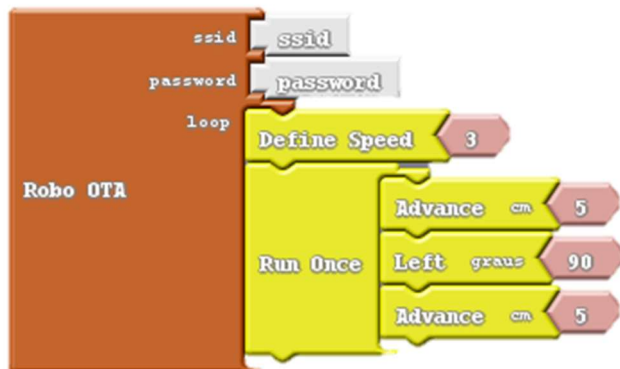 ssid ssid
password password
loop
Define Speed 3
Robo OTA
Advance cm 5
Run Once Left graus 90
Advance cm 5